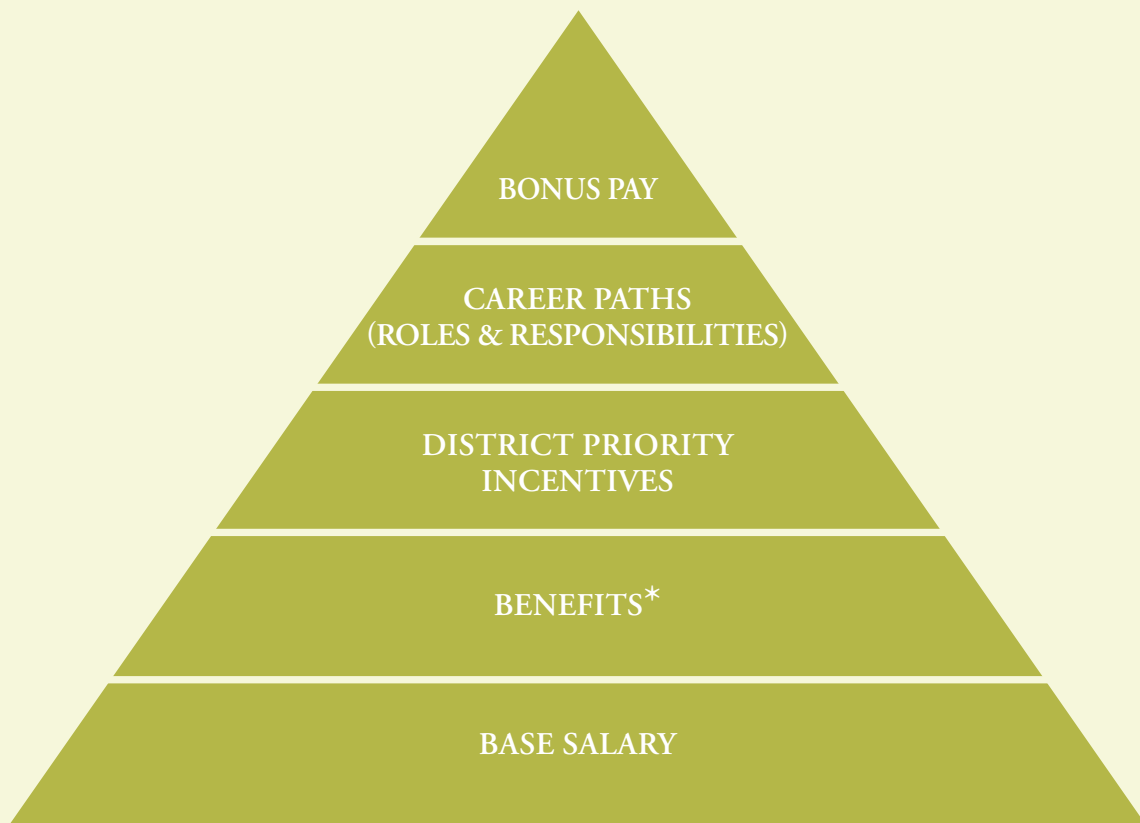 BONUS PAY
CAREER PATHS
(ROLES & RESPONSIBILITIES)
DISTRICT PRIORITY
INCENTIVES
BENEFITS*
BASE SALARY